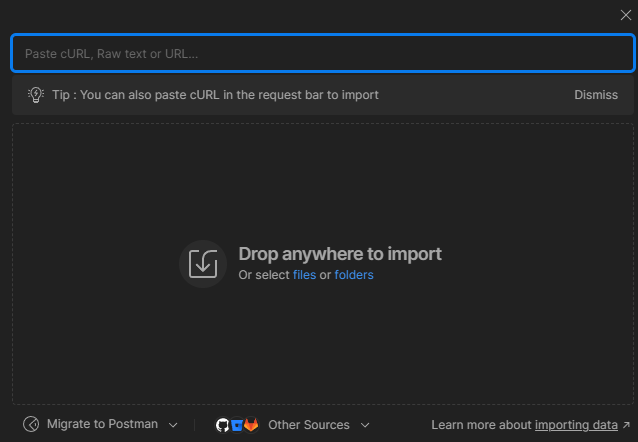 Paste cURL, Raw text or URL...
Tip : You can also paste cURL in the request bar to import
Dismiss
Drop anywhere to import
Or select files or folders
Migrate to Postman
Other Sources
Learn more about importing data